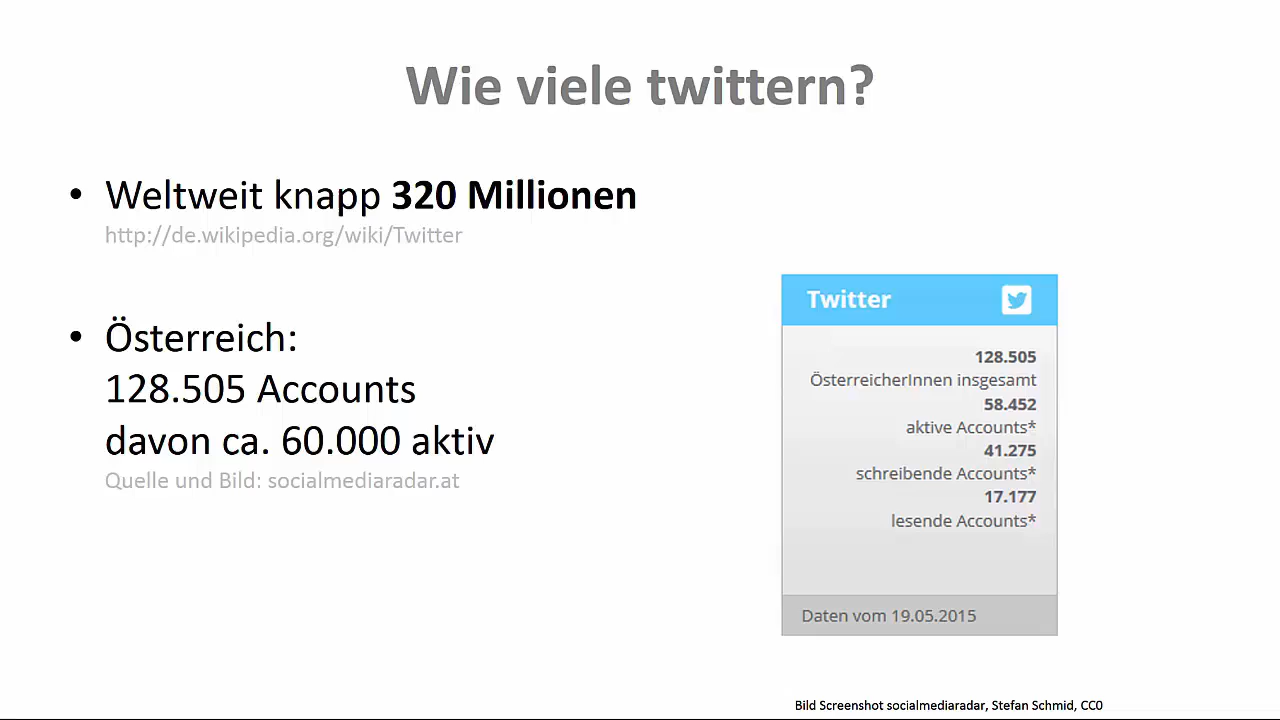 Wie viele twittern?
• Weltweit knapp 320 Millionen
http://de.wikipedia.org/wiki/Twitter
• Österreich:
128.505 Accounts
davon ca. 60.000 aktiv
Quelle und Bild: socialmediaradar.at
Twitter
128.505
ÖsterreicherInnen insgesamt
58.452
aktive Accounts*
41.275
schreibende Accounts*
17.177
lesende Accounts*
Daten vom 19.05.2015
Bild Screenshot socialmediaradar, Stefan Schmid, CC0